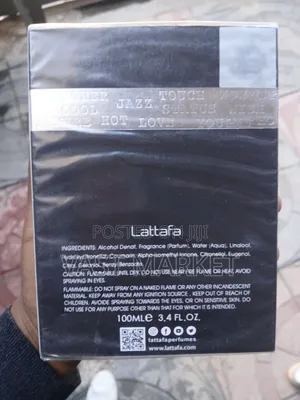 TOUCH
COOL JAZZ STATUS
HOT LOVE
Lattafa
INGREDIENTS: Alcohol Denat, Fragrance (Parfum), Water (Aqua), Linalool,
Coumarin, Alpha-isomethyl Ionone, Citronellol, Eugenol,
Citral, Geraniol, Benzyl Benzoate.
CAUTION: FLAMMABLE UNTIL DRY. DO NOT USE NEAR FIRE FLAME OR HEAT. AVOID
SPRAYING IN EYES.
FLAMMABLE: DO NOT SPRAY ON A NAKED FLAME OR ANY OTHER INCANDESCENT
MATERIAL. KEEP AWAY FROM ANY IGNITION SOURCE. KEEP OUT OF REACH OF
CHILDREN. AVOID SPRAYING TOWARDS THE EYES, OR ON SENSITIVE SKIN. DO
NOT USE FOR ANY PURPOSE OTHER THAN THAT FOR WHICH IT IS INTENDED.
MARKET
100MLe 3,4 FL.OZ.
lattafaperfumes
lattafa.com